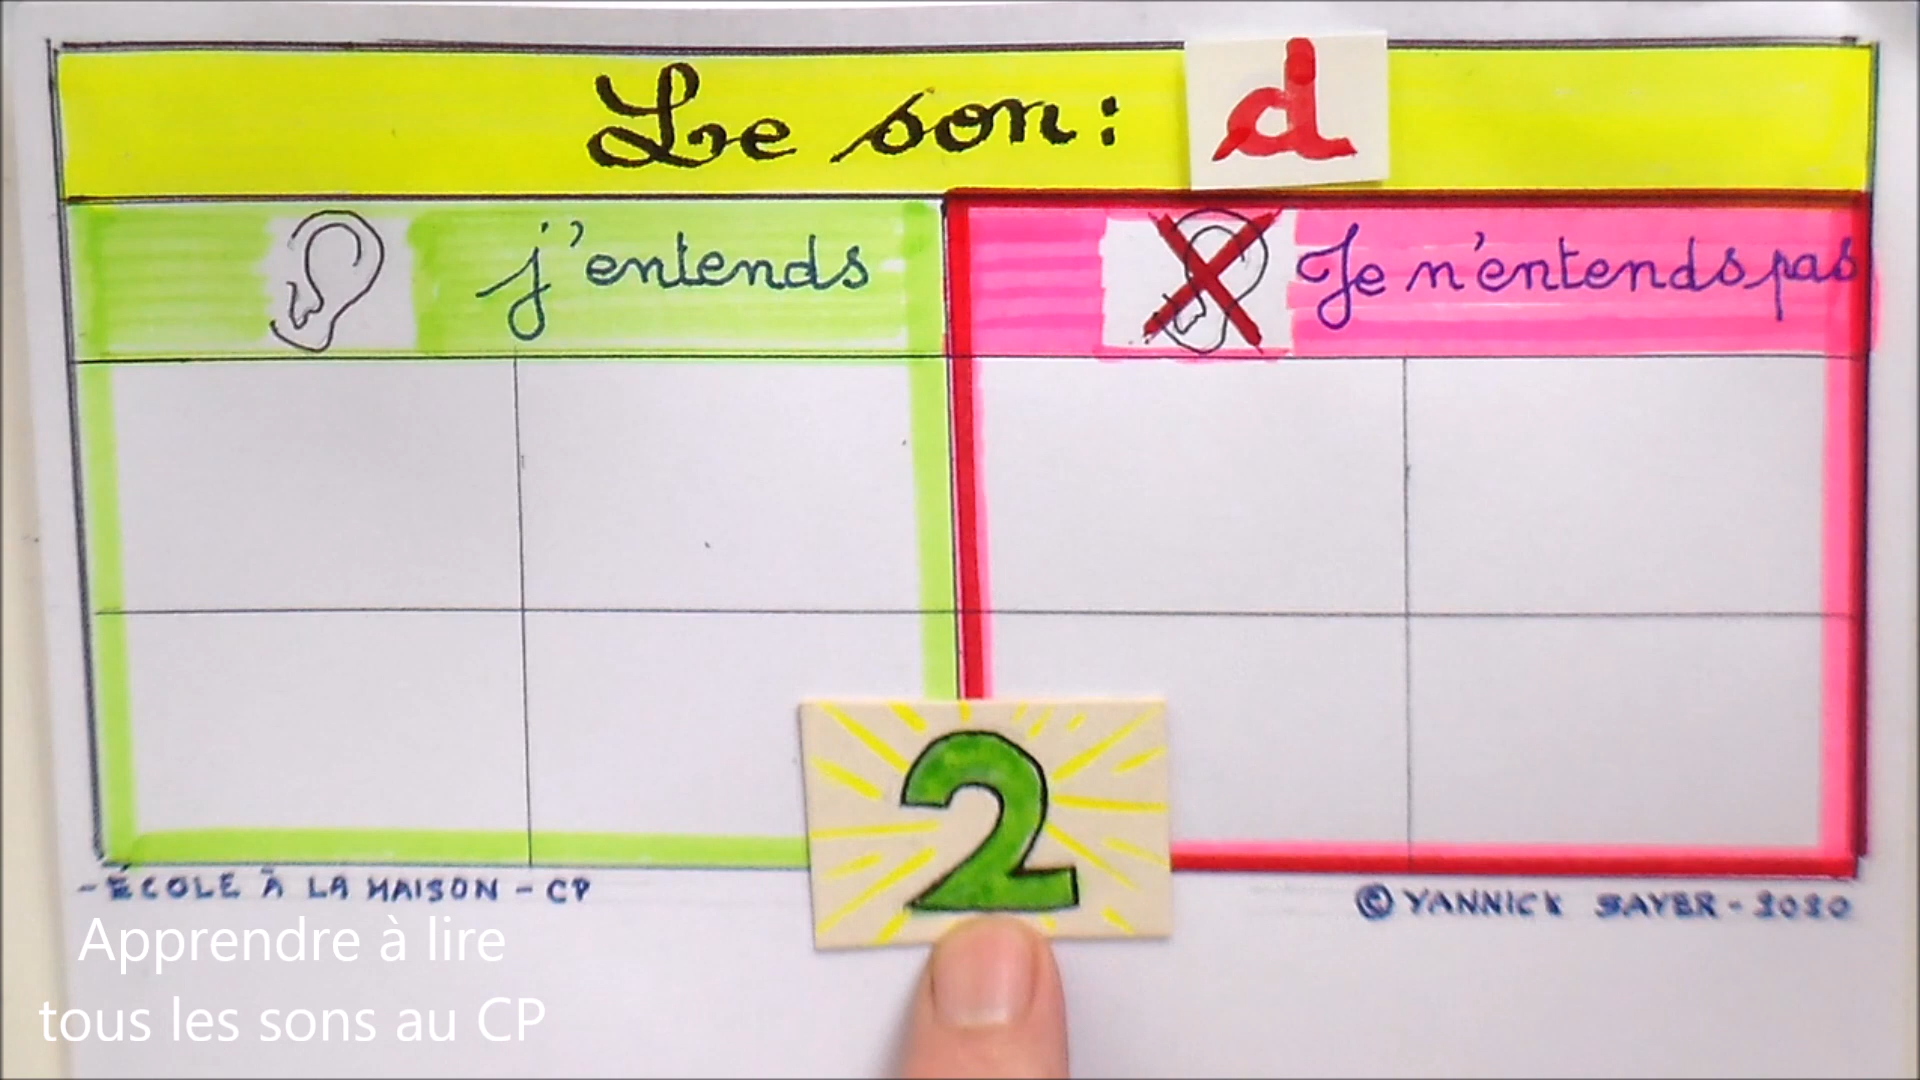 Le son : d
j'entends
Je n'entends pas
2
- ÉCOLE À LA MAISON - CP
© YANNICK SAYER - 2020
Apprendre à lire
tous les sons au CP